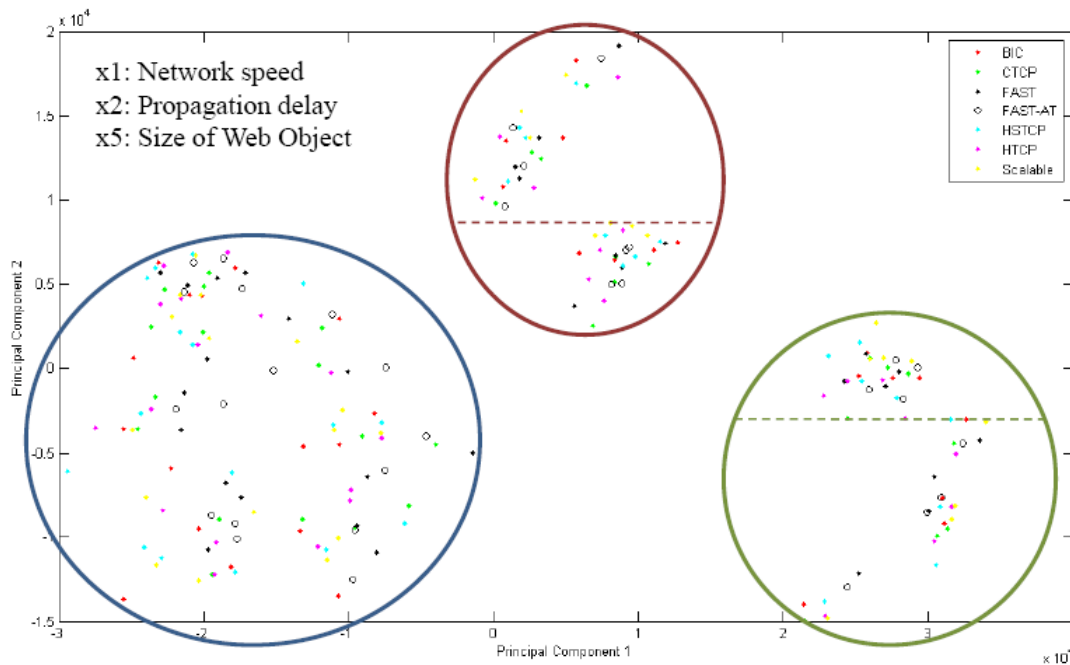 2 x 10⁴
x1: Network speed
x2: Propagation delay
x5: Size of Web Object
BIC
CTCP
FAST
FAST-AT
HSTCP
HTCP
Scalable
1.5
1
0.5
0
-0.5
-1
-1.5
Principal Component 2
-3
-2
-1
0
1
2
3
Principal Component 1